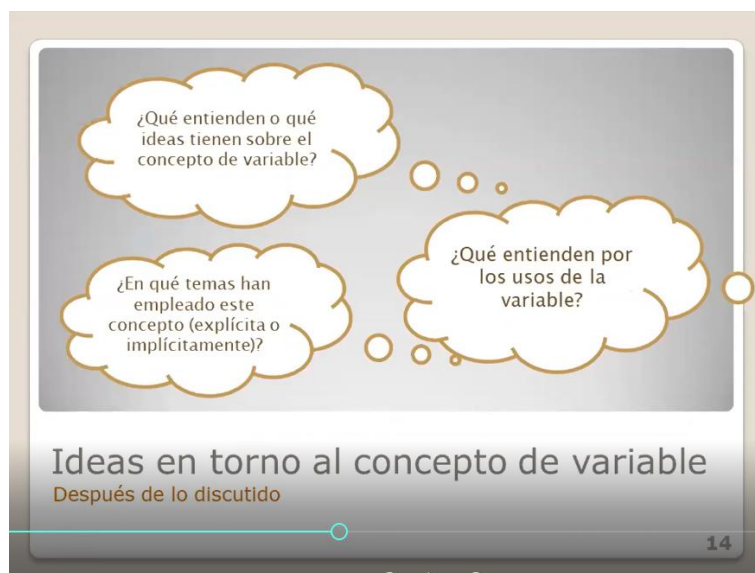 ¿Qué entienden o qué
ideas tienen sobre el
concepto de variable?
¿En qué temas han
empleado este
concepto (explícita o
implícitamente)?
¿Qué entienden por
los usos de la
variable?
Ideas en torno al concepto de variable
Después de lo discutido
14